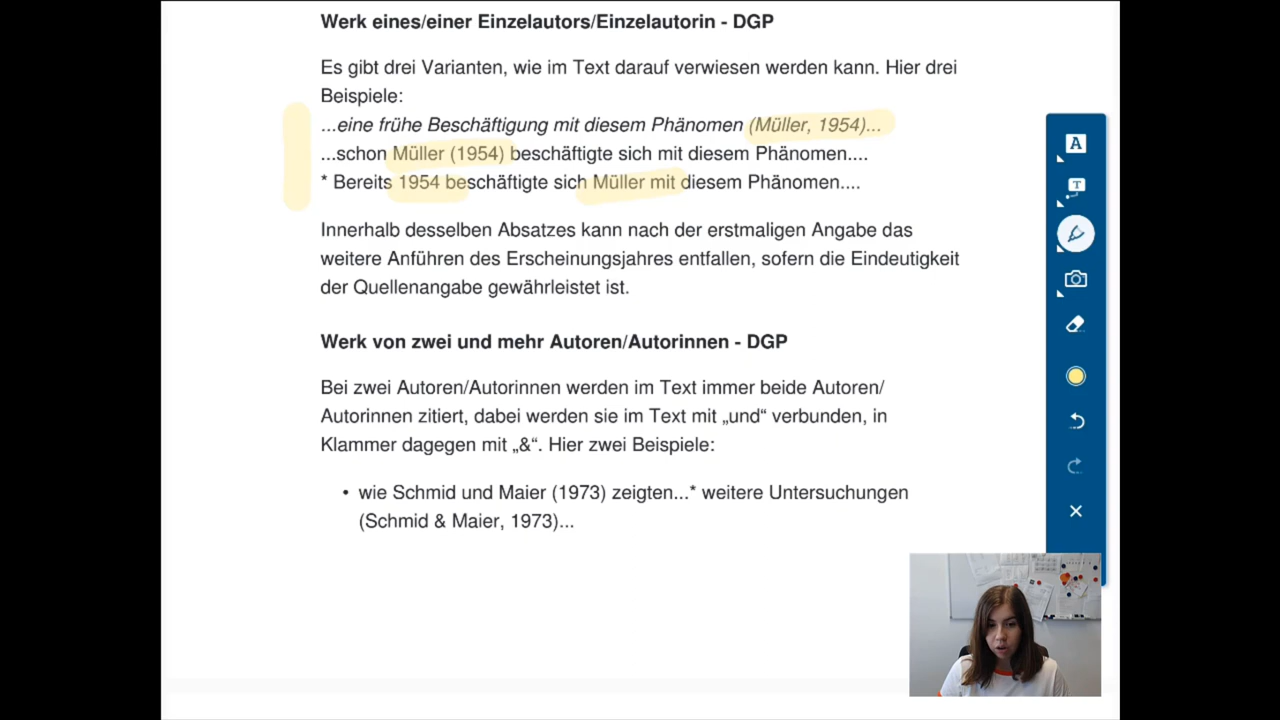 Werk eines/einer Einzelautors/Einzelautorin - DGP
Es gibt drei Varianten, wie im Text darauf verwiesen werden kann. Hier drei
Beispiele:
...eine frühe Beschäftigung mit diesem Phänomen (Müller, 1954)...
...schon Müller (1954) beschäftigte sich mit diesem Phänomen....
* Bereits 1954 beschäftigte sich Müller mit diesem Phänomen....
Innerhalb desselben Absatzes kann nach der erstmaligen Angabe das
weitere Anführen des Erscheinungsjahres entfallen, sofern die Eindeutigkeit
der Quellenangabe gewährleistet ist.
Werk von zwei und mehr Autoren/Autorinnen - DGP
Bei zwei Autoren/Autorinnen werden im Text immer beide Autoren/
Autorinnen zitiert, dabei werden sie im Text mit „und“ verbunden, in
Klammer dagegen mit „&“. Hier zwei Beispiele:
• wie Schmid und Maier (1973) zeigten...* weitere Untersuchungen
(Schmid & Maier, 1973)...
A
T